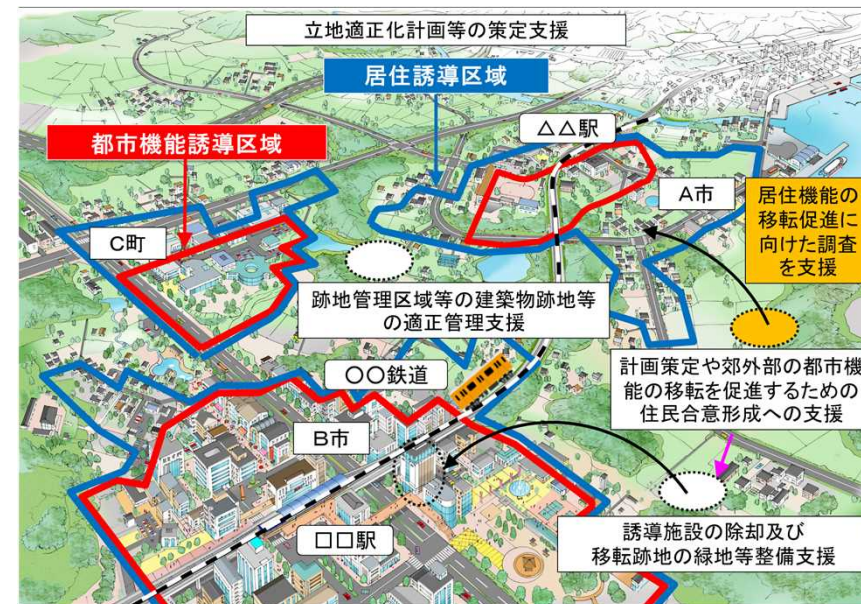 立地適正化計画等の策定支援
居住誘導区域
都市機能誘導区域
△△駅
A市
居住機能の
移転促進に
向けた調査
を支援
C町
跡地管理区域等の建築物跡地等
の適正管理支援
〇〇鉄道
計画策定や郊外部の都市機
能の移転を促進するための
住民合意形成への支援
B市
□□駅
誘導施設の除却及び
移転跡地の緑地等整備支援